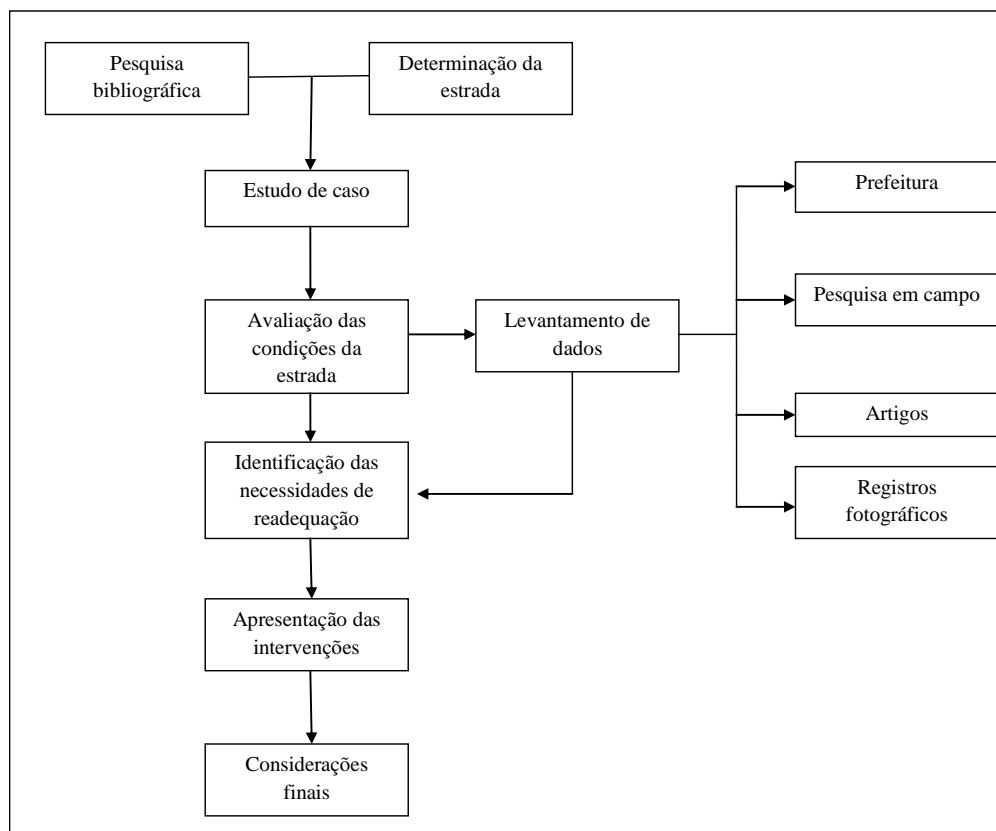 Pesquisa
bibliográfica
Determinação da
estrada
Estudo de caso
Prefeitura
Pesquisa em campo
Avaliação das
condições da
estrada
Levantamento de
dados
Artigos
Identificação das
necessidades de
readequação
Registros
fotográficos
Apresentação das
intervenções
Considerações
finais